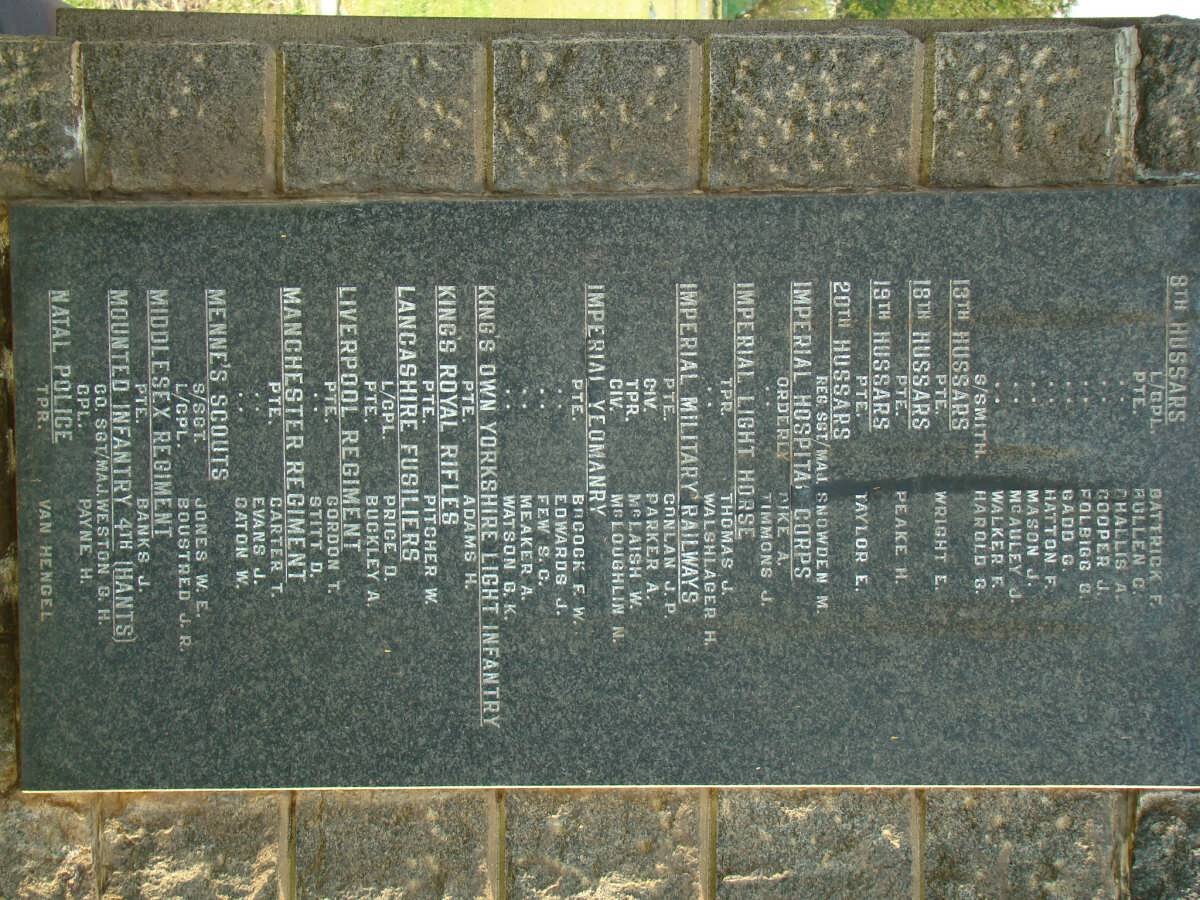 8TH HUSSARS
L/CPL. BATTRICK F.
PTE. BULLEN C.
.. CHALLIS A.
.. COOPER J.
.. FOLBIGG G.
.. GADD G
.. HATTON F.
.. MASON J.
.. MCAULEY J.
.. WALKER F.
S/SMITH. HAROLD G.
13TH HUSSARS
PTE. WRIGHT E.
18TH HUSSARS
PTE. PEAKE H.
19TH HUSSARS
TAYLOR E.
20TH HUSSARS
REG. SGT/MAJ. SNOWDEN M.
IMPERIAL HOSPITAL CORPS
ORDERLY PIKE A.
.. TIMMONS J.
IMPERIAL LIGHT HORSE
TPR. THOMAS J.
.. WALSHLAGER H.
IMPERIAL MILITARY RAILWAYS
PTE. CONLAN J.P.
CIV. PARKER A.
TPR. MCLAISH W.
CIV. MCLOUGHLIN N.
IMPERIAL YEOMANRY
PTE. BOCOCK F.W.
.. EDWARDS J.
.. FEW S.C.
.. MEAKER A.
.. WATSON G.K.
KINGS OWN YORKSHIRE LIGHT INFANTRY
PTE. ADAMS H.
KINGS ROYAL RIFLES
PTE. PITCHER W.
LANCASHIRE FUSILIERS
L/CPL. PRICE D.
PTE. BUCKLEY A.
LIVERPOOL REGIMENT
PTE. GORDON T.
.. STITT D.
MANCHESTER REGIMENT
PTE. CARTER T.
.. EVANS J.
.. GATON W.
MENNE'S SCOUTS
S/SGT. JONES W.E.
L/CPL. BOUSTRED J.R.
MIDDLESEX REGIMENT
PTE. BANKS J.
MOUNTED INFANTRY 4TH (HANTS)
CO. SGT/MAJ. WESTON G.H.
CPL. PAYNE H.
NATAL POLICE
TPR. VAN HENGEL